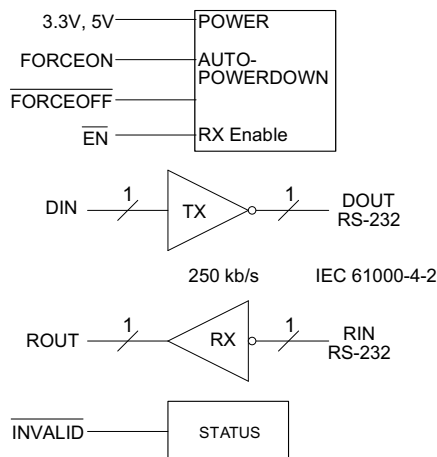 3.3V, 5V POWER
FORCEON AUTO-
POWERDOWN
FORCEOFF
EN RX Enable
DIN 1 TX 1 DOUT
RS-232
250 kb/s IEC 61000-4-2
ROUT 1 RX 1 RIN
RS-232
INVALID STATUS